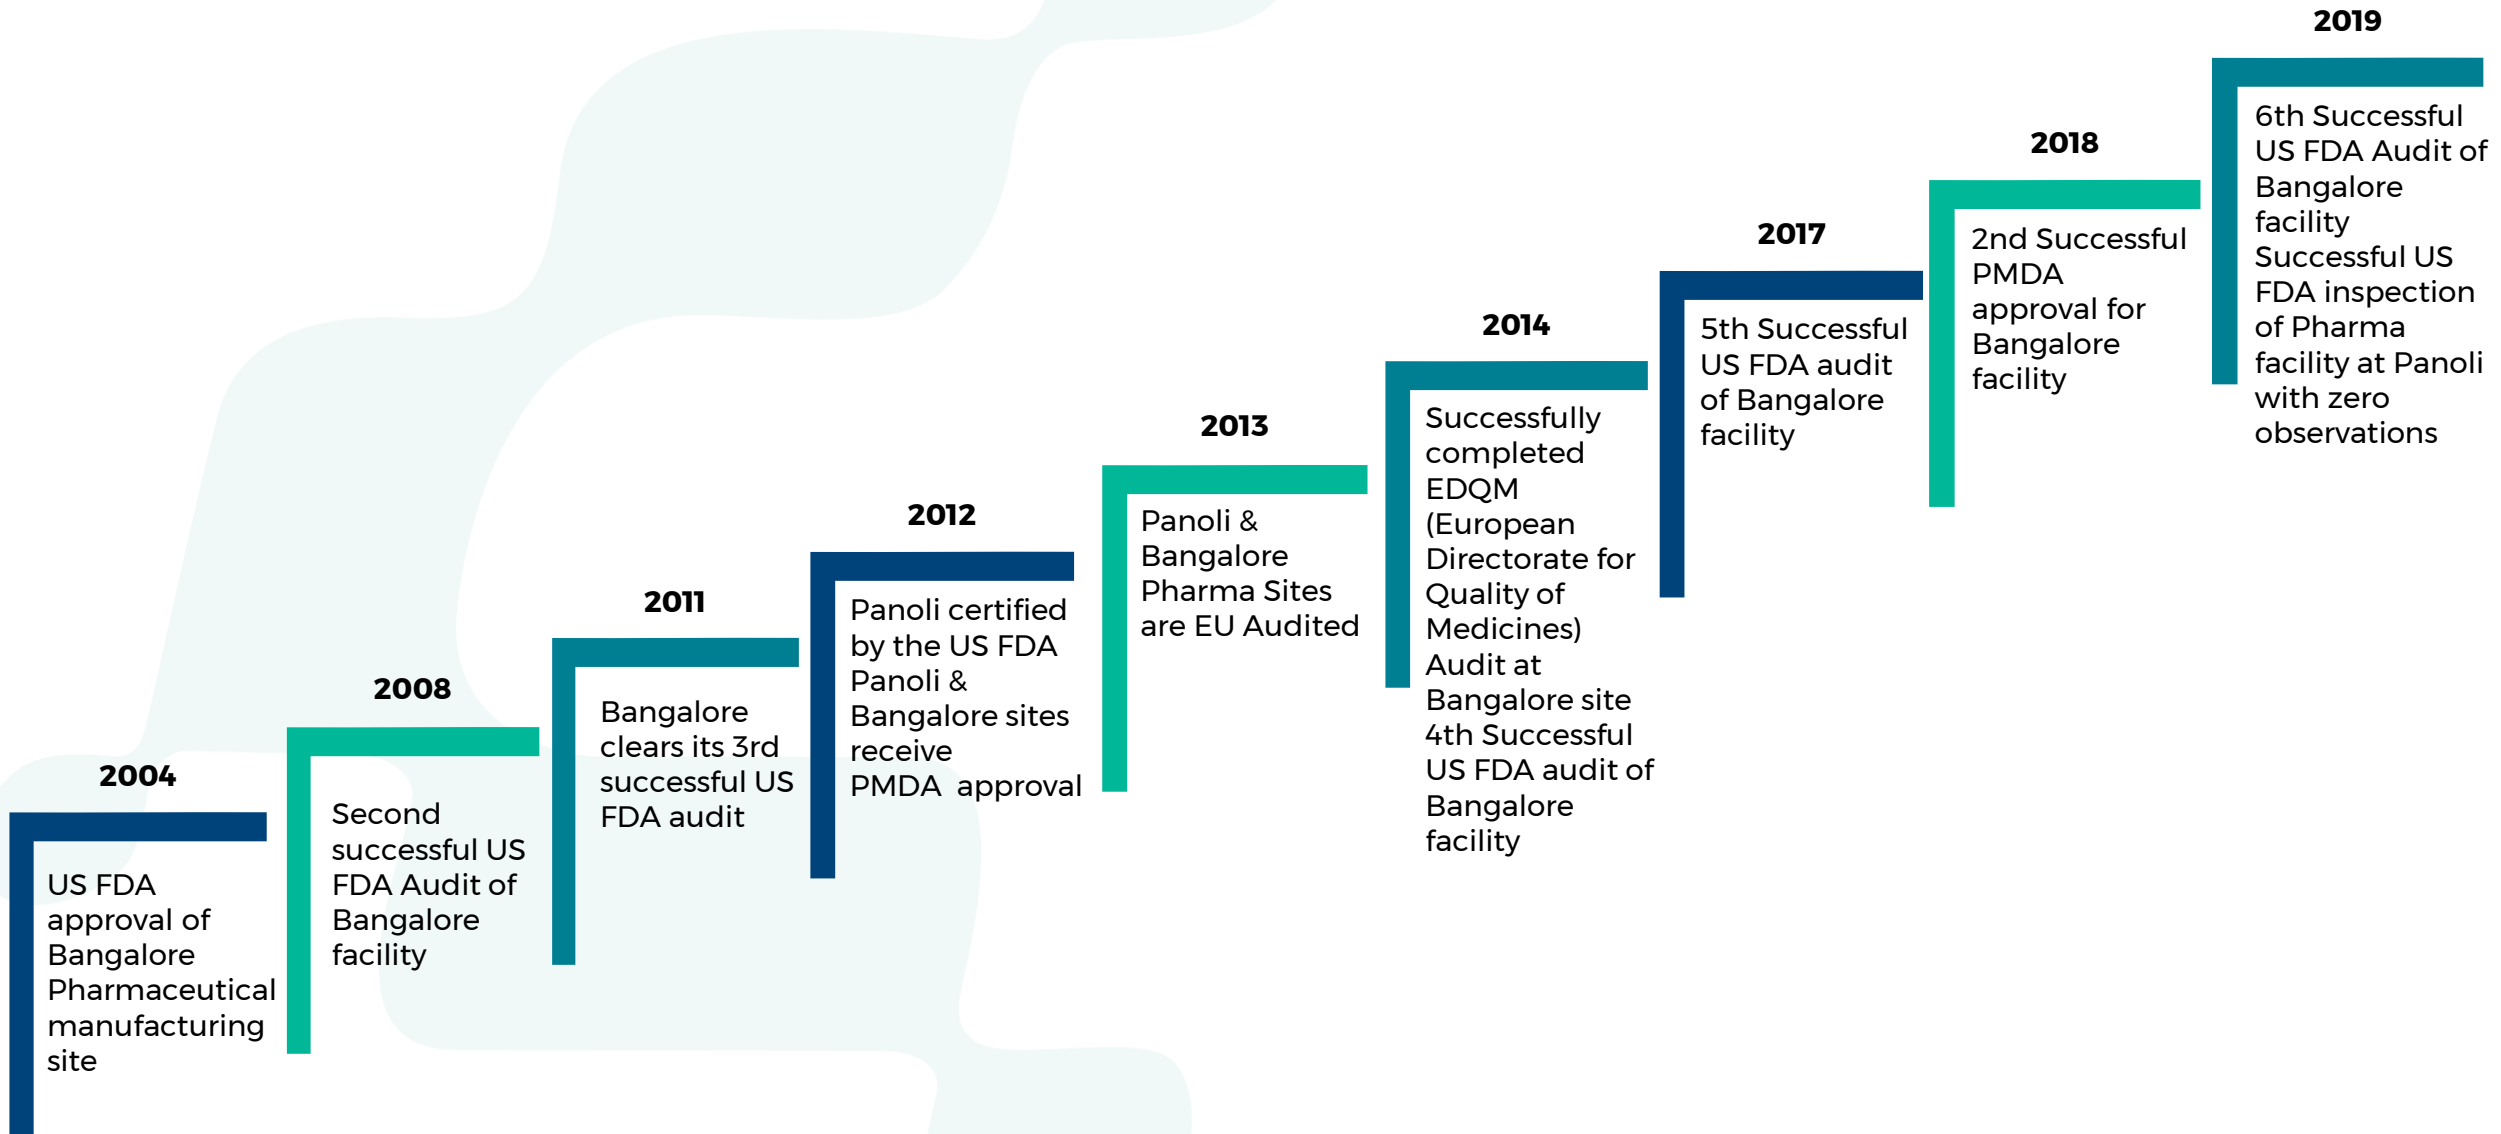 2004
US FDA
approval of
Bangalore
Pharmaceutical
manufacturing
site
2008
Second
successful US
FDA Audit of
Bangalore
facility
2011
Bangalore
clears its 3rd
successful US
FDA audit
2012
Panoli certified
by the US FDA
Panoli &
Bangalore sites
receive
PMDA  approval
2013
Panoli &
Bangalore
Pharma Sites
are EU Audited
2014
Successfully
completed
EDQM
(European
Directorate for
Quality of
Medicines)
Audit at
Bangalore site
4th Successful
US FDA audit of
Bangalore
facility
2017
5th Successful
US FDA audit
of Bangalore
facility
2018
2nd Successful
PMDA
approval for
Bangalore
facility
2019
6th Successful
US FDA Audit of
Bangalore
facility
Successful US
FDA inspection
of Pharma
facility at Panoli
with zero
observations